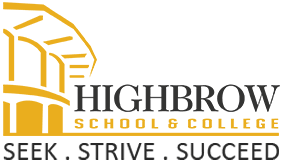 HIGHBROW
SCHOOL & COLLEGE
SEEK . STRIVE . SUCCEED